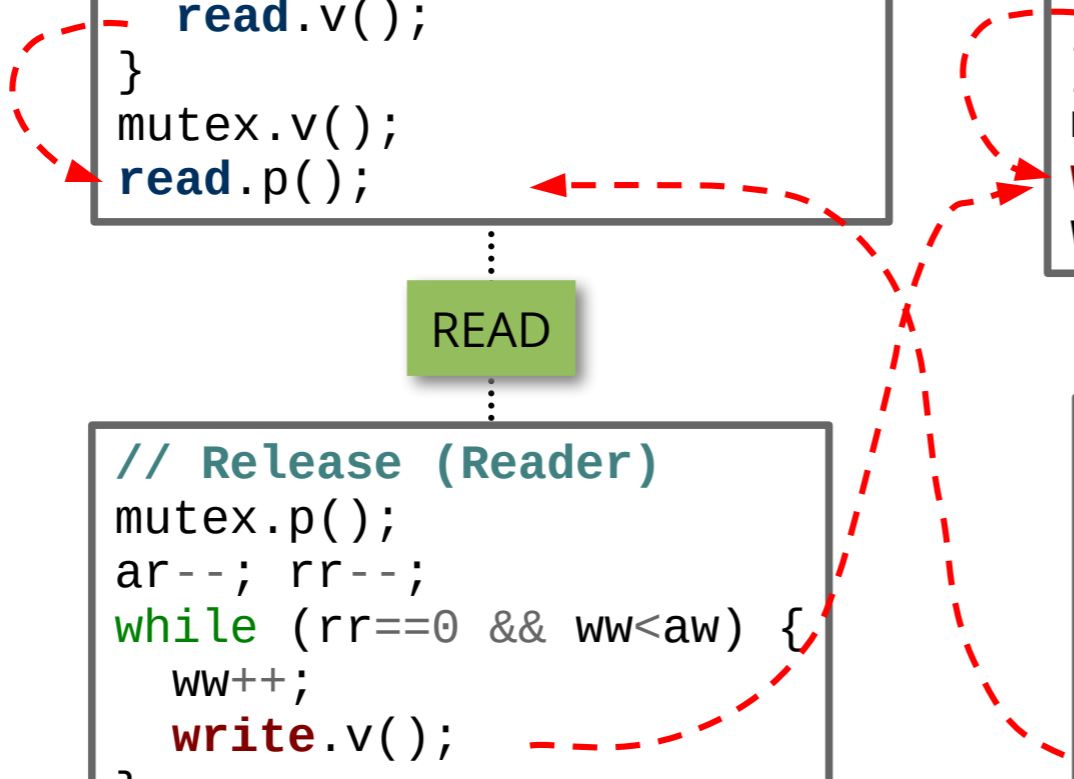 read.v();
}
mutex.v();
read.p();
READ
// Release (Reader)
mutex.p();
ar--; rr--;
while (rr==0 && ww<aw) {
ww++;
write.v();
}